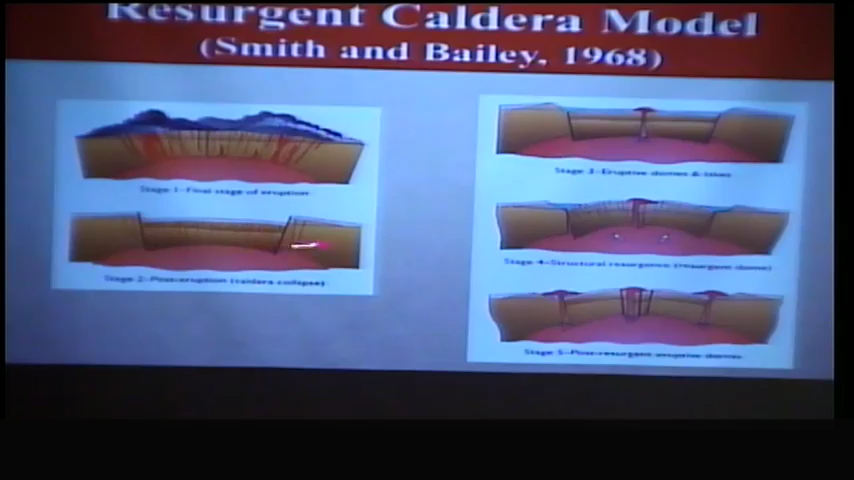 Resurgent Caldera Model
(Smith and Bailey, 1968)
Stage 1-Final stage of eruption
Stage 2-Post-eruption (caldera collapse)
Stage 3-Eruptive domes & lakes
Stage 4-Structural resurgence (resurgent dome)
Stage 5-Post-resurgent eruptive domes